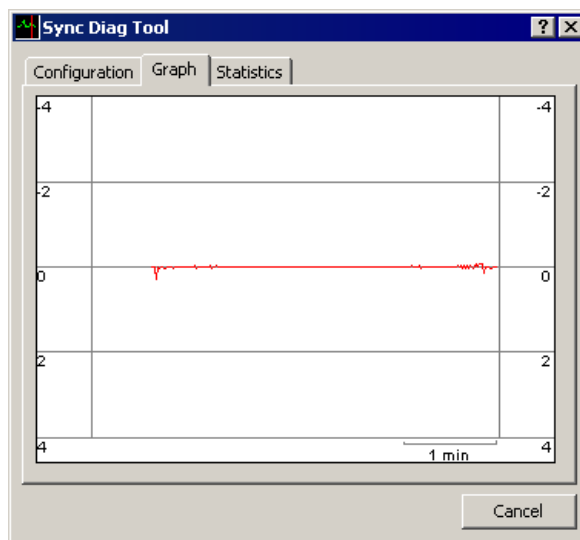 Sync Diag Tool
Configuration Graph Statistics
-4 -4
-2 -2
0 0
2 2
4 4
1 min
Cancel